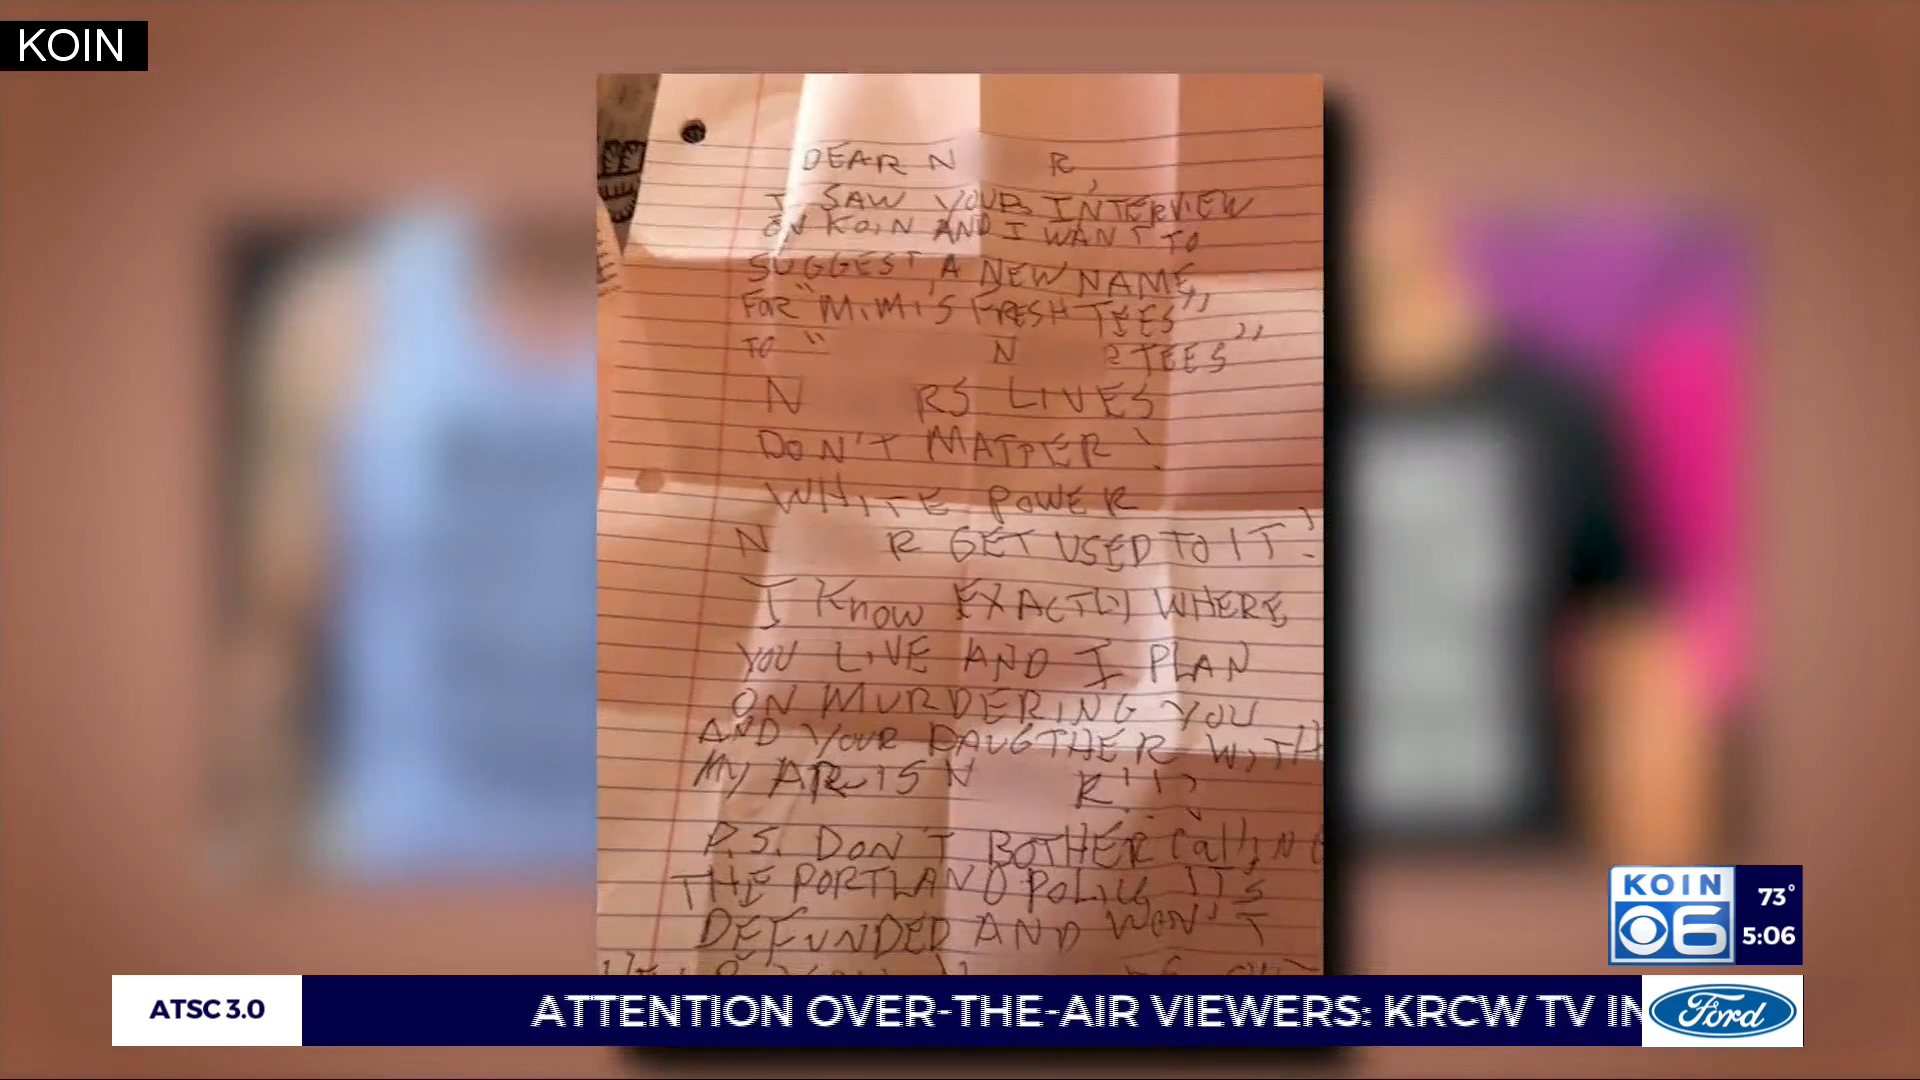 KOIN
DEAR N R,
I SAW YOUR INTERVIEW
ON KOIN AND I WANT TO
SUGGEST A NEW NAME
FOR "MIMI'S FRESH TEES"
TO " N R TEES"
N RS LIVES
DON'T MATTER!
WHITE POWER
N R GET USED TO IT!
I KNOW EXACTLY WHERE
YOU LIVE AND I PLAN
ON MURDERING YOU
AND YOUR DAUGTHER WITH
MY AR-15 N R!!!
P.S. DON'T BOTHER CallING
THE PORTLAND POLICE ITS
DEFUNDED AND WON'T
KOIN
6
73°
5:06
ATSC 3.0
ATTENTION OVER-THE-AIR VIEWERS: KRCW TV IN
Ford